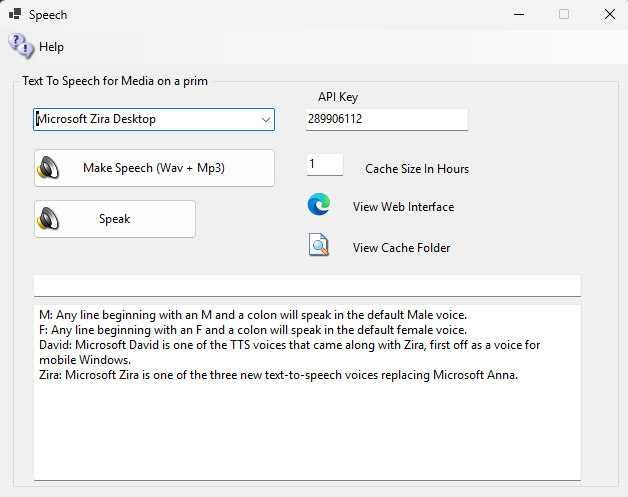 Speech
Help
Text To Speech for Media on a prim
API Key
Microsoft Zira Desktop
289906112
Make Speech (Wav + Mp3)
1
Cache Size In Hours
Speak
View Web Interface
View Cache Folder
M: Any line beginning with an M and a colon will speak in the default Male voice.
F: Any line beginning with an F and a colon will speak in the default female voice.
David: Microsoft David is one of the TTS voices that came along with Zira, first off as a voice for
mobile Windows.
Zira: Microsoft Zira is one of the three new text-to-speech voices replacing Microsoft Anna.